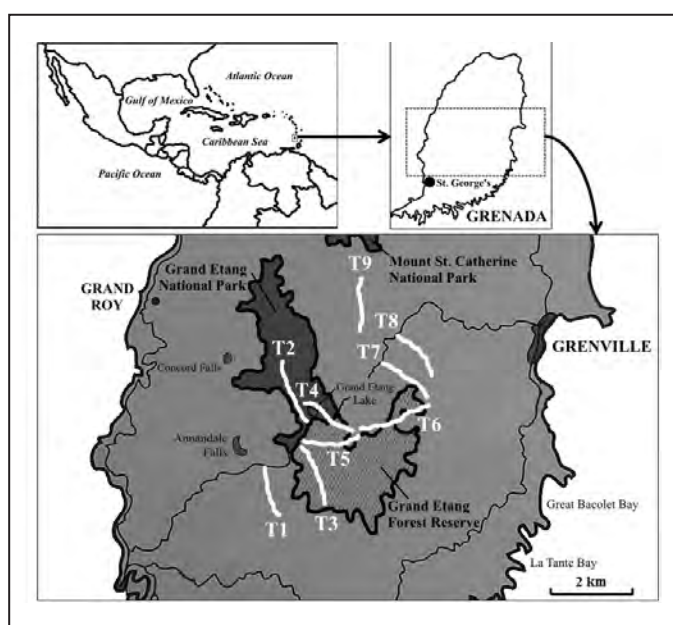 Atlantic Ocean
Gulf of Mexico
Caribbean Sea
Pacific Ocean
St. George's
GRENADA
Mount St. Catherine
National Park
Grand Etang
National Park
T9
GRAND
ROY
T8
T2
T7
GRENVILLE
Concord Falls
T4
Grand Etang
Lake
T6
Annandale
Falls
T5
T1
T3
Grand Etang
Forest Reserve
Great Bacolet Bay
La Tante Bay
2 km